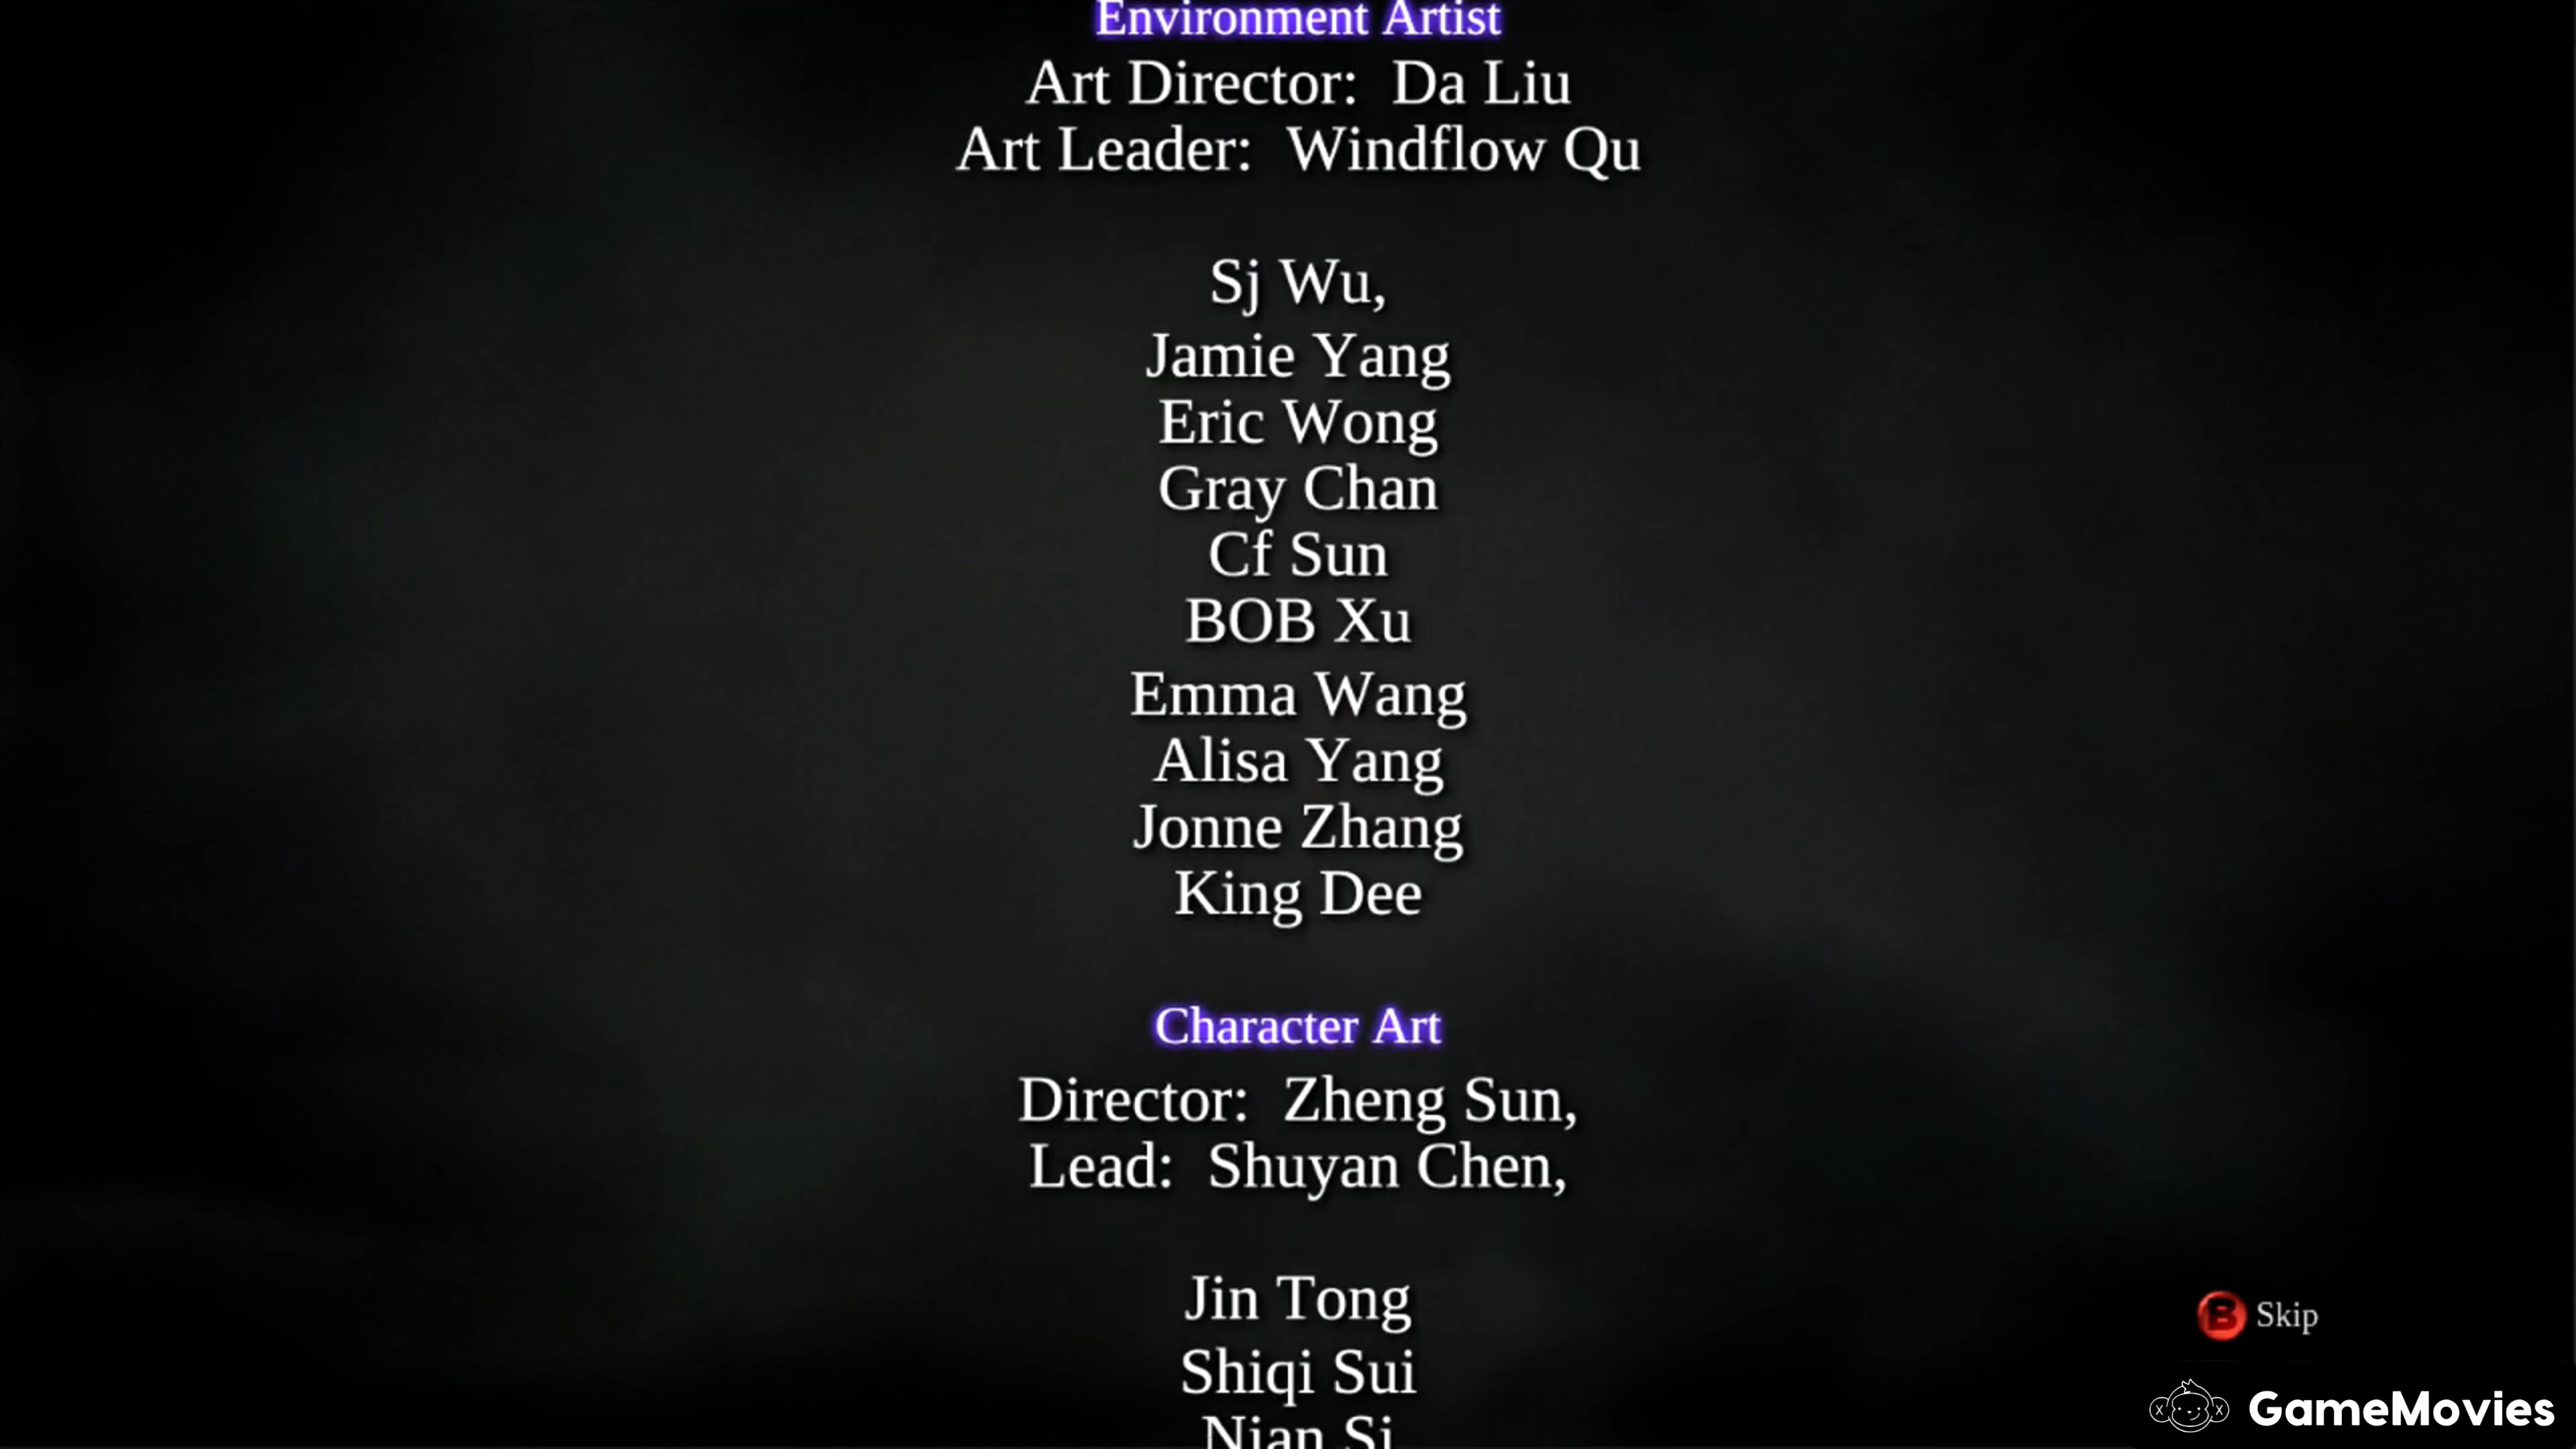 Environment Artist
Art Director: Da Liu
Art Leader: Windflow Qu
Sj Wu,
Jamie Yang
Eric Wong
Gray Chan
Cf Sun
BOB Xu
Emma Wang
Alisa Yang
Jonne Zhang
King Dee
Character Art
Director: Zheng Sun,
Lead: Shuyan Chen,
Jin Tong
Shiqi Sui
Nian Si
B Skip
GameMovies